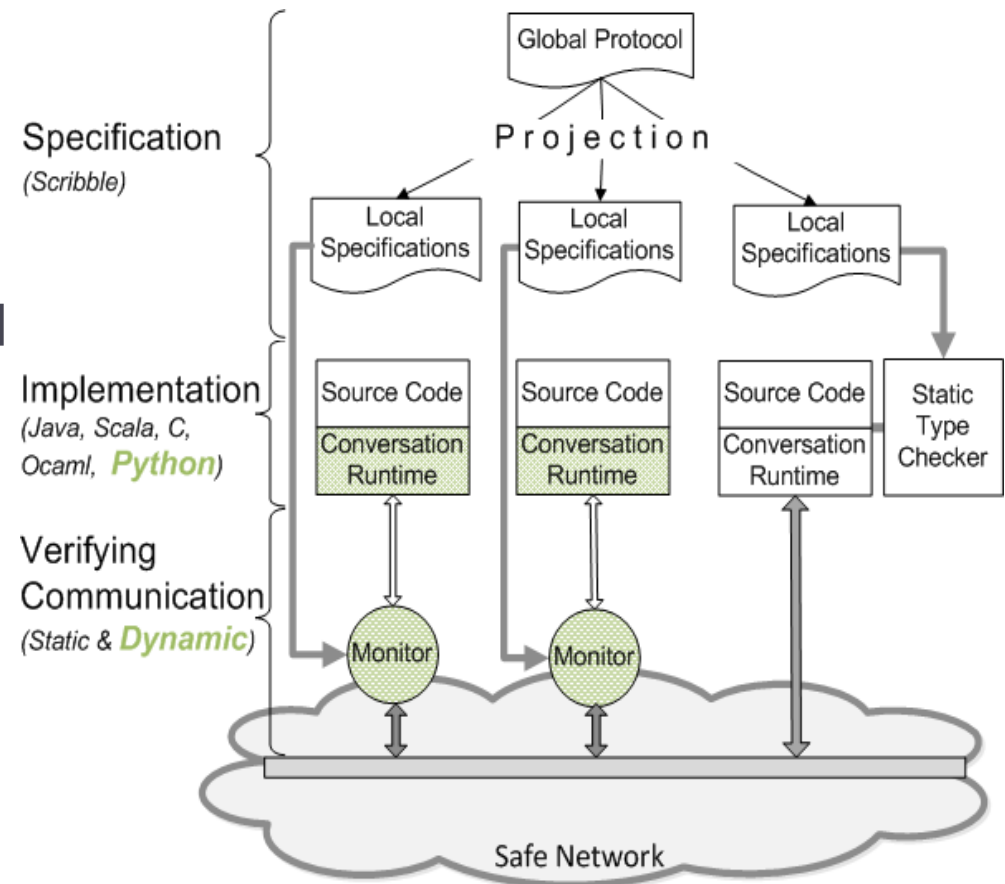 Global Protocol
Projection
Specification
(Scribble)
Local
Specifications
Local
Specifications
Local
Specifications
Implementation
(Java, Scala, C,
Ocaml, Python)
Source Code
Conversation
Runtime
Source Code
Conversation
Runtime
Source Code
Conversation
Runtime
Static
Type
Checker
Verifying
Communication
(Static & Dynamic)
Monitor
Monitor
Safe Network